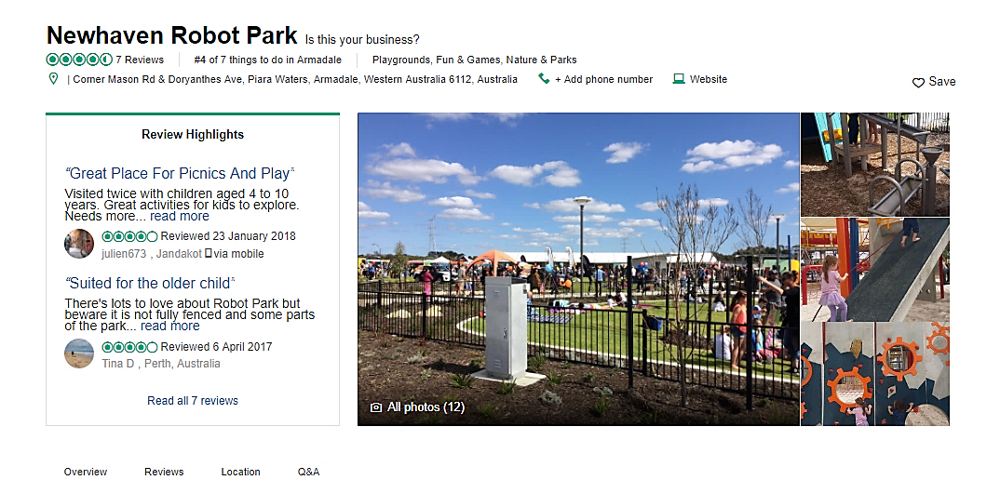 Newhaven Robot Park Is this your business?
7 Reviews #4 of 7 things to do in Armadale Playgrounds, Fun & Games, Nature & Parks
| Corner Mason Rd & Doryanthes Ave, Piara Waters, Armadale, Western Australia 6112, Australia + Add phone number Website
Save
Review Highlights
“Great Place For Picnics And Play”
Visited twice with children aged 4 to 10
years. Great activities for kids to explore.
Needs more... read more
Reviewed 23 January 2018
julien673 , Jandakot via mobile
“Suited for the older child”
There's lots to love about Robot Park but
beware it is not fully fenced and some parts
of the park... read more
Reviewed 6 April 2017
Tina D , Perth, Australia
Read all 7 reviews
All photos (12)
Overview Reviews Location Q&A